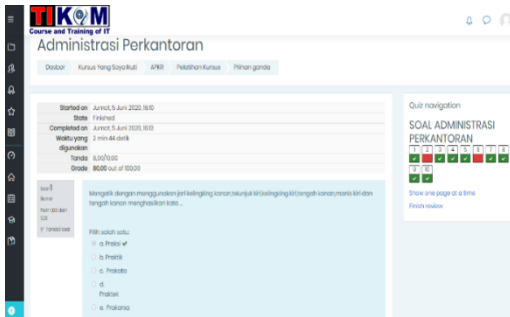 TIKOM
Course and Training of IT
Administrasi Perkantoran
Dasbor Kursus Yang Saya Ikuti APKR Pelatihan Kursus Pilihan ganda
Started on Jumat, 5 Juni 2020, 16:10
State Finished
Completed on Jumat, 5 Juni 2020, 16:13
Waktu yang digunakan 2 min 44 detik
Tanda 8,00/10,00
Grade 80,00 out of 100,00
Soal 1
Benar
Tandai soal
Mengetik dengan menggunakan jari kelingking kanan,telunjuk kiri,kelingking kiri,tengah kanan,manis kiri dan
tengah kanan menghasilkan kata ...
Pilih salah satu:
a. Praksi
b. Praktik
c. Prakata
d.
Praktek
e. Prakarsa
Quiz navigation
SOAL ADMINISTRASI
PERKANTORAN
1 2 3 4 5 6 7 8
9 10
Show one page at a time
Finish review